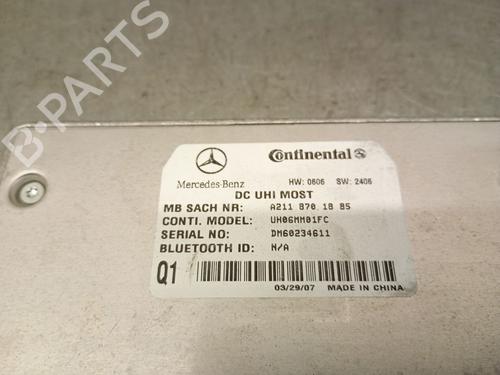 B-PARTS
Mercedes-Benz
Continental
HW: 0606 SW: 2406
DC UHI MOST
MB SACH NR: A211 870 18 85
CONTI. MODEL: UH06MM01FC
SERIAL NO: DM60234611
BLUETOOTH ID: N/A
Q1
03/29/07 MADE IN CHINA